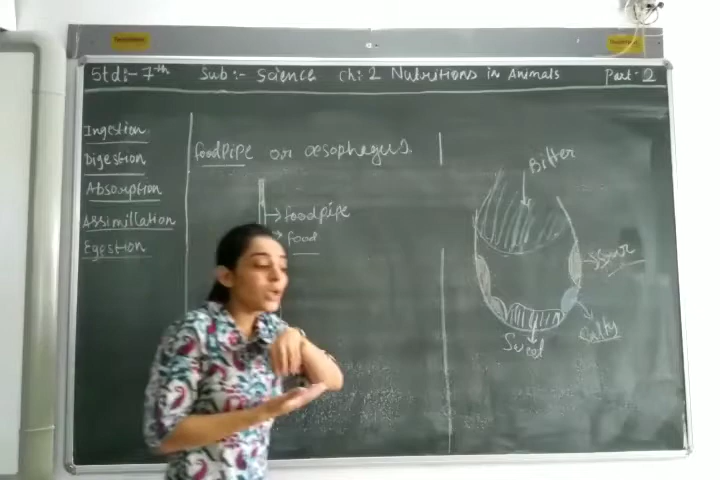 Std:- 7th Sub :- Science Ch: 2 Nutritions in Animals Part-2
Ingestion
Digestion
Absorption
Assimillation
Egestion
foodpipe or œsophagus.
foodpipe
food
Bitter
Sour
Salty
Sweet